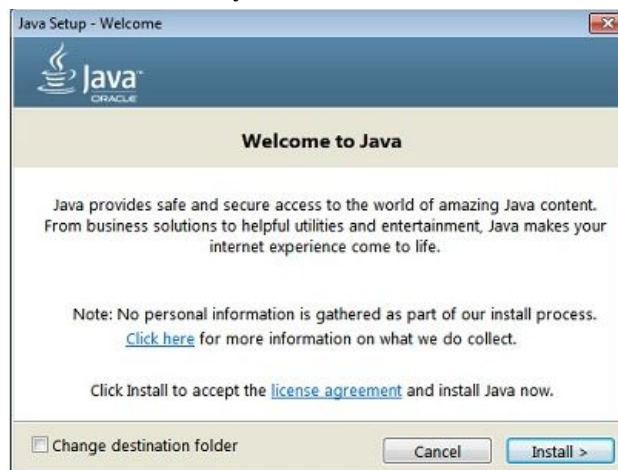 Java Setup - Welcome
Java™
ORACLE
Welcome to Java
Java provides safe and secure access to the world of amazing Java content.
From business solutions to helpful utilities and entertainment, Java makes your
internet experience come to life.
Note: No personal information is gathered as part of our install process.
Click here for more information on what we do collect.
Click Install to accept the license agreement and install Java now.
Change destination folder
Cancel
Install >